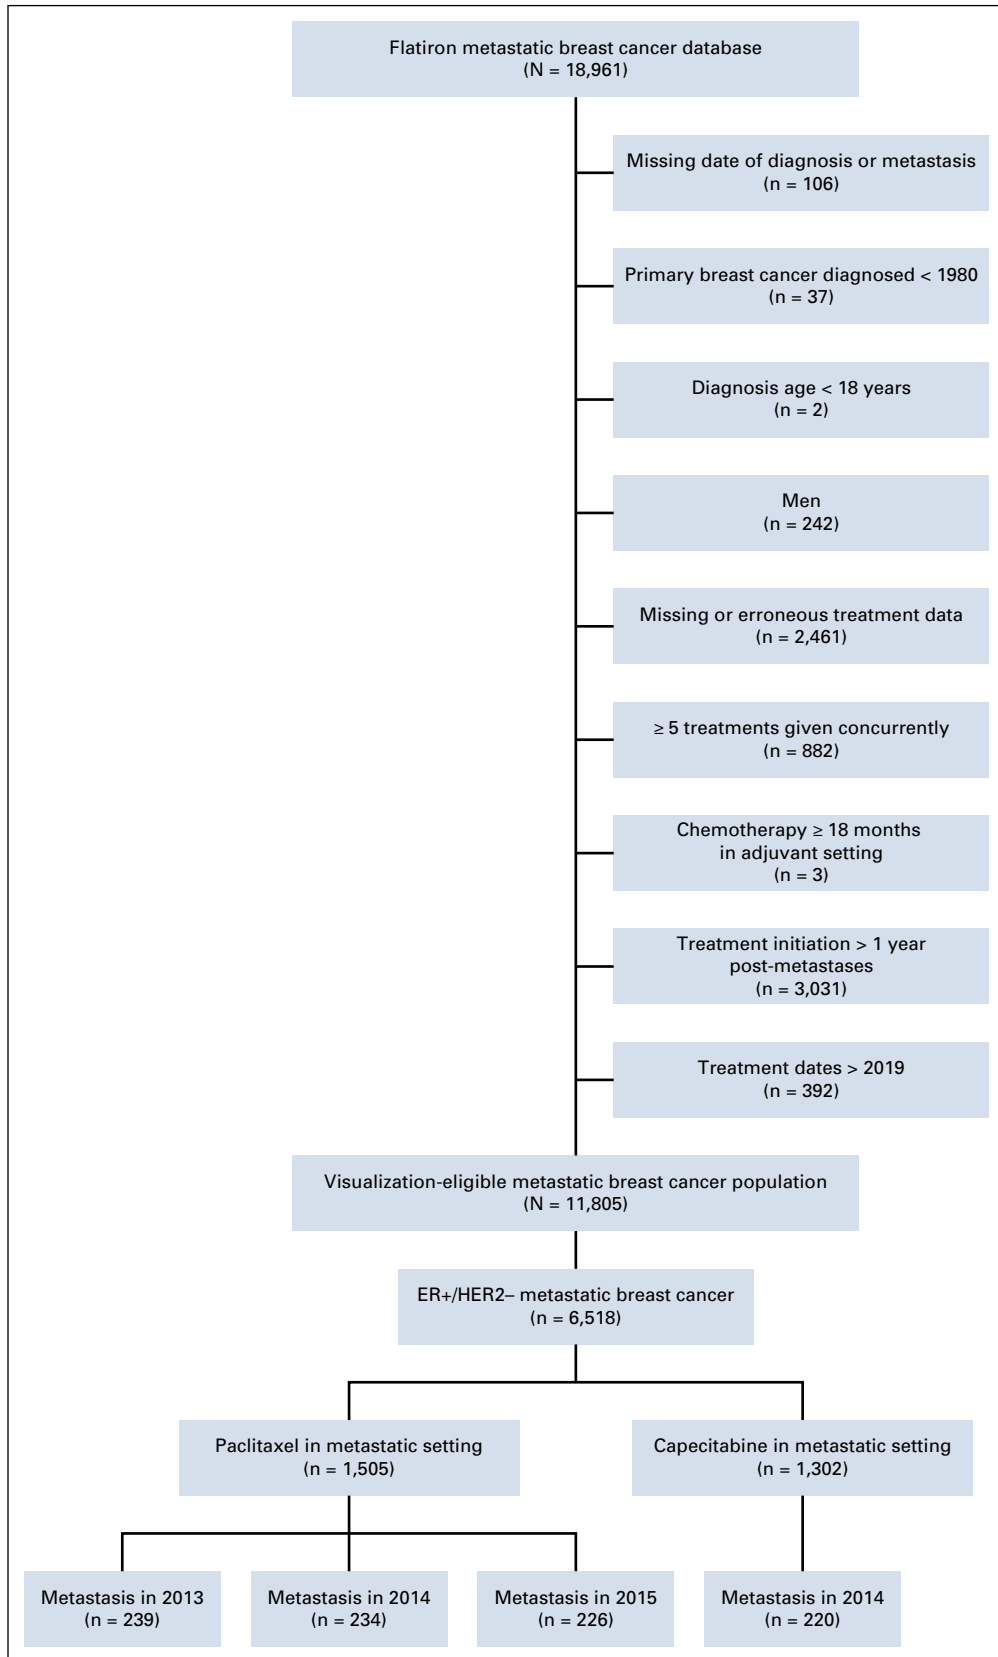 Flatiron metastatic breast cancer database
(N = 18,961)
Missing date of diagnosis or metastasis
(n = 106)
Primary breast cancer diagnosed < 1980
(n = 37)
Diagnosis age < 18 years
(n = 2)
Men
(n = 242)
Missing or erroneous treatment data
(n = 2,461)
≥ 5 treatments given concurrently
(n = 882)
Chemotherapy ≥ 18 months
in adjuvant setting
(n = 3)
Treatment initiation > 1 year
post-metastases
(n = 3,031)
Treatment dates > 2019
(n = 392)
Visualization-eligible metastatic breast cancer population
(N = 11,805)
ER+/HER2– metastatic breast cancer
(n = 6,518)
Paclitaxel in metastatic setting
(n = 1,505)
Capecitabine in metastatic setting
(n = 1,302)
Metastasis in 2013
(n = 239)
Metastasis in 2014
(n = 234)
Metastasis in 2015
(n = 226)
Metastasis in 2014
(n = 220)